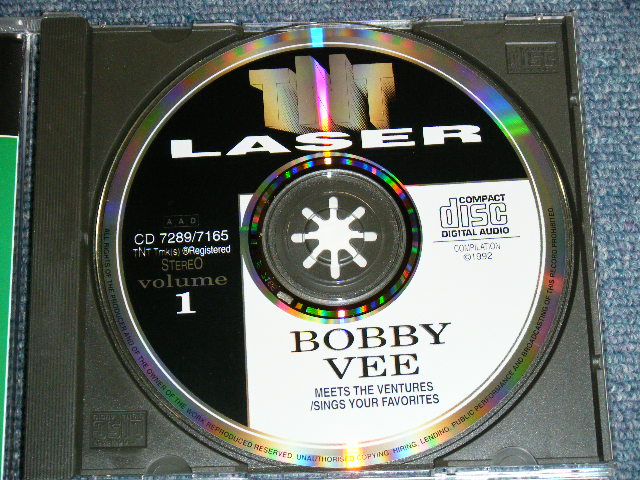 TNT
LASER
AAD
CD 7289/7165
TNT Tmk(s) ®Registered
STEREO
volume
1
COMPACT
disc
DIGITAL AUDIO
COMPILATION
©1992
BOBBY
VEE
MEETS THE VENTURES
/SINGS YOUR FAVORITES
ALL RIGHTS OF THE PRODUCER AND OF THE OWNER OF THE WORK REPRODUCED RESERVED. UNAUTHORISED COPYING, HIRING, LENDING, PUBLIC PERFORMANCE AND BROADCASTING OF THIS RECORD PROHIBITED.